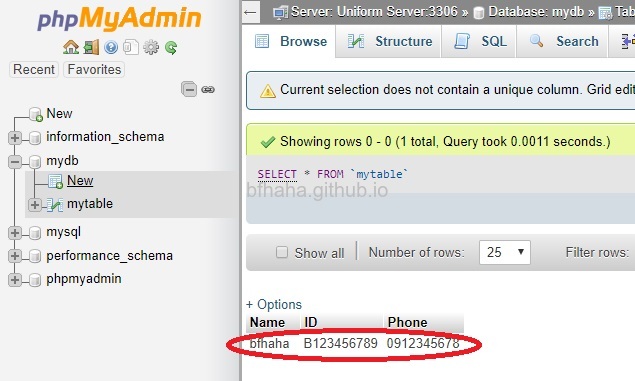 phpMyAdmin
Recent Favorites
New
information_schema
mydb
New
mytable
mysql
performance_schema
phpmyadmin
Server: Uniform Server:3306 » Database: mydb »
Browse Structure SQL Search
Current selection does not contain a unique column. Grid
Showing rows 0 - 0 (1 total, Query took 0.0011 seconds.)
SELECT * FROM `mytable`
bfhaha.github.io
Show all Number of rows: 25 Filter rows:
+ Options
Name ID Phone
bfhaha B123456789 0912345678